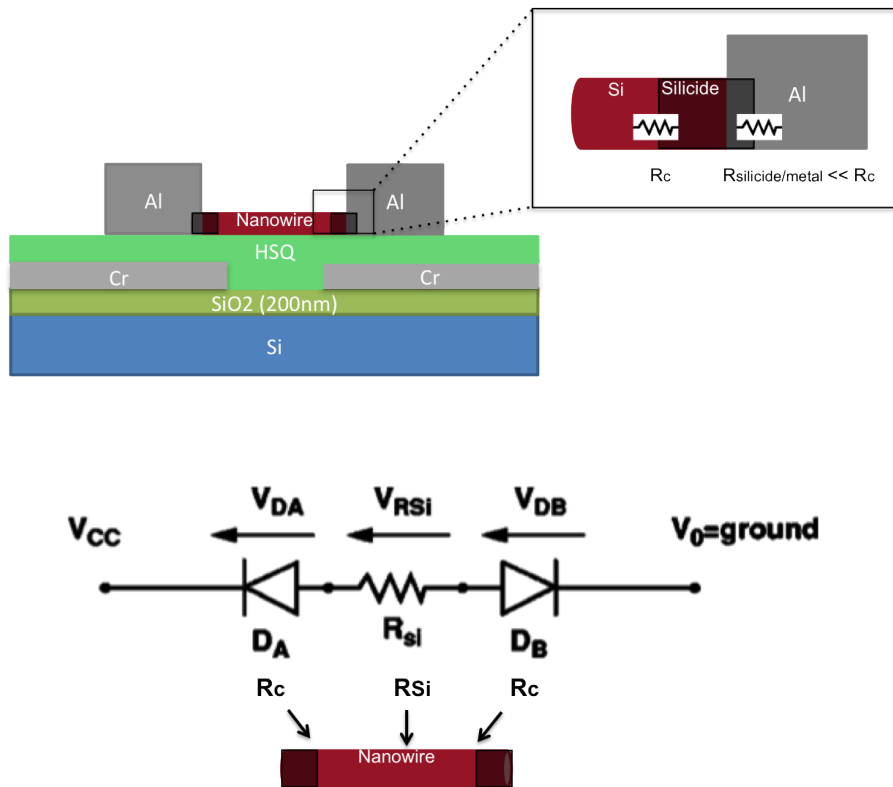 Si
Silicide
Al
Rc
Rsilicide/metal << Rc
Al
Nanowire
Al
HSQ
Cr
Cr
SiO2 (200nm)
Si
VDA
VRSi
VDB
VCC
V0=ground
DA
Rsi
DB
Rc
RSi
Rc
Nanowire